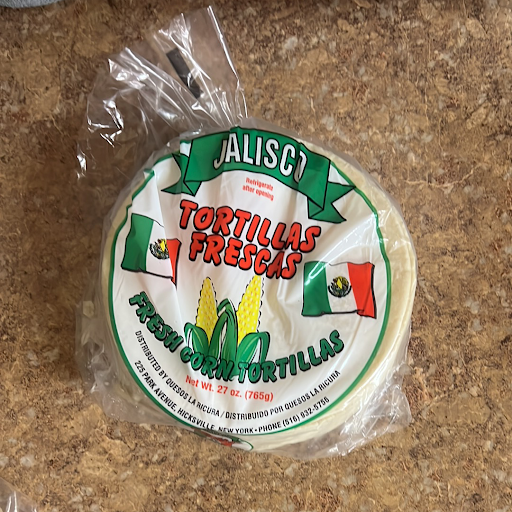 JALISCO
Refrigerate
after opening
TORTILLAS
FRESCAS
FRESH CORN TORTILLAS
Net Wt. 27 oz. (765g)
DISTRIBUTED BY QUESOS LA RICURA / DISTRIBUIDO POR QUESOS LA RICURA
225 PARK AVENUE, HICKSVILLE, NEW YORK • PHONE (516) 932-5756